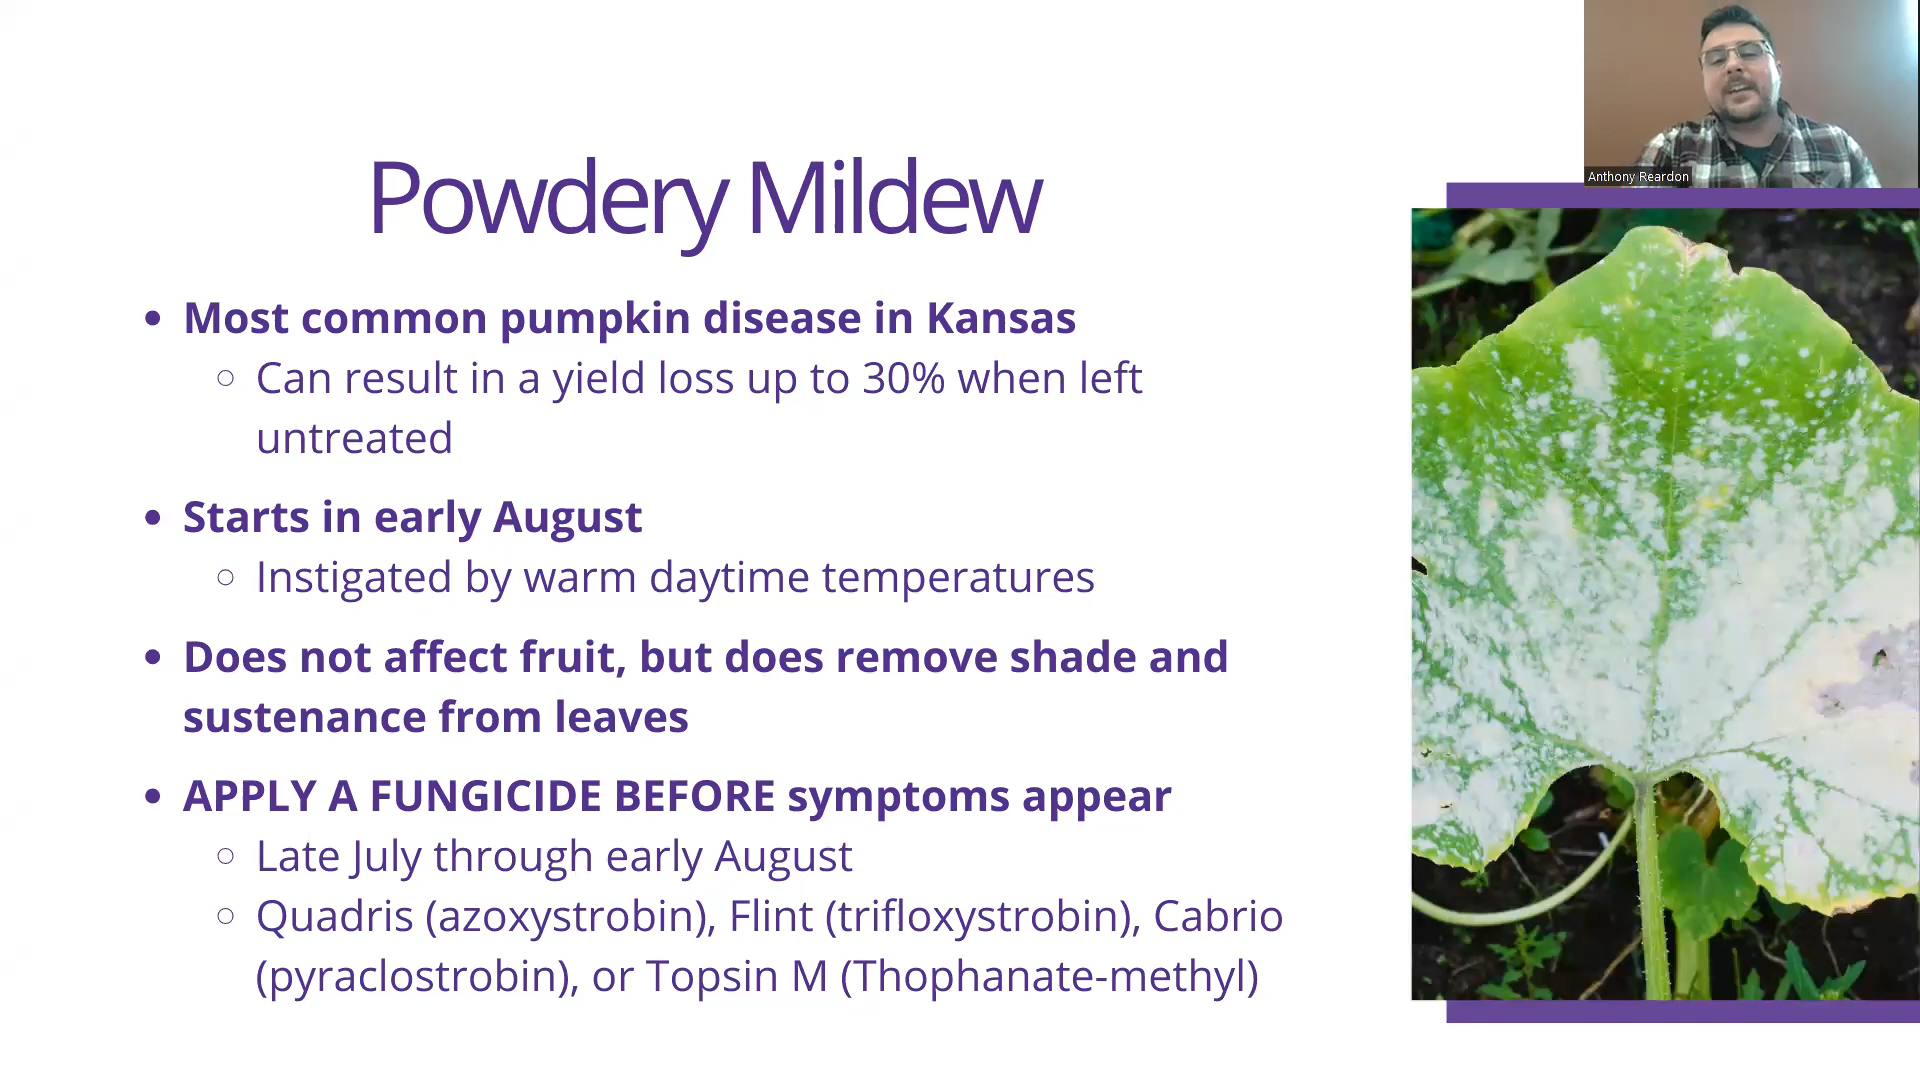 Anthony Reardon
Powdery Mildew
• Most common pumpkin disease in Kansas
○ Can result in a yield loss up to 30% when left
untreated
• Starts in early August
○ Instigated by warm daytime temperatures
• Does not affect fruit, but does remove shade and
sustenance from leaves
• APPLY A FUNGICIDE BEFORE symptoms appear
○ Late July through early August
○ Quadris (azoxystrobin), Flint (trifloxystrobin), Cabrio
(pyraclostrobin), or Topsin M (Thophanate-methyl)